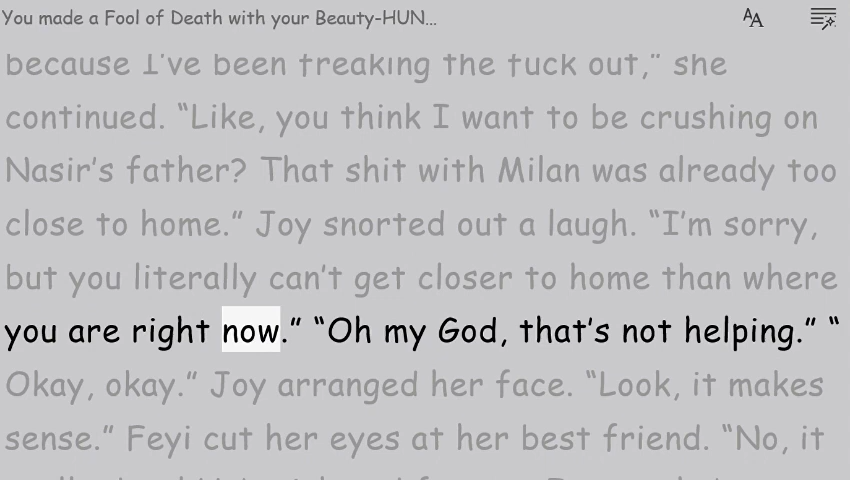 You made a Fool of Death with your Beauty-HUN...
AA
because I've been freaking the fuck out,” she
continued. “Like, you think I want to be crushing on
Nasir's father? That shit with Milan was already too
close to home.” Joy snorted out a laugh. “I'm sorry,
but you literally can't get closer to home than where
you are right now.” “Oh my God, that's not helping.” “
Okay, okay.” Joy arranged her face. “Look, it makes
sense.” Feyi cut her eyes at her best friend. “No, it